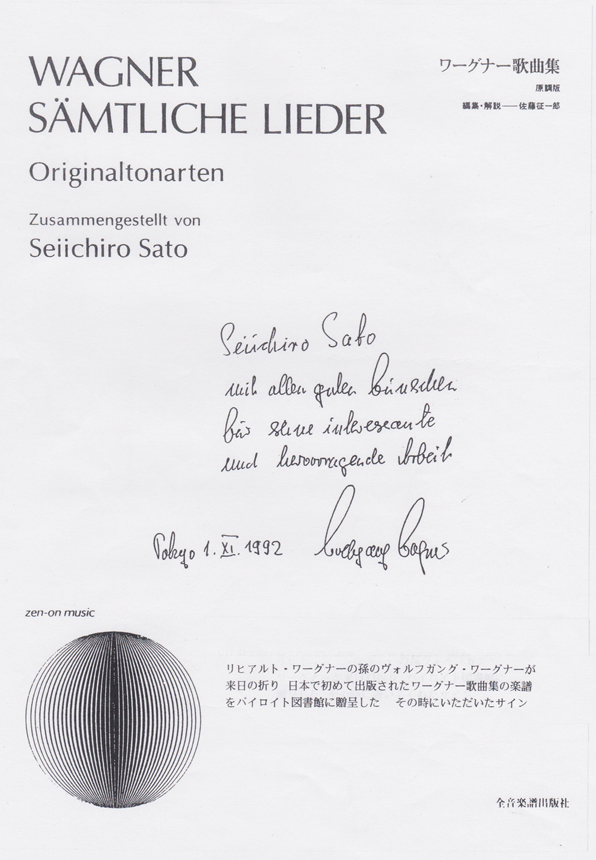 WAGNER
SÄMTLICHE LIEDER
Originaltonarten
Zusammengestellt von
Seiichiro Sato
ワーグナー歌曲集
原調版
編集・解説──佐藤征一郎
Seiichiro Sato
mit allen guten Wünschen
für seine interessante
und hervorragende Arbeit
Tokyo 1.XI.1992 Wolfgang Wagner
zen-on music
リヒアルト・ワーグナーの孫のヴォルフガング・ワーグナーが
来日の折り 日本で初めて出版されたワーグナー歌曲集の楽譜
をバイロイト図書館に贈呈した その時にいただいたサイン
全音楽譜出版社